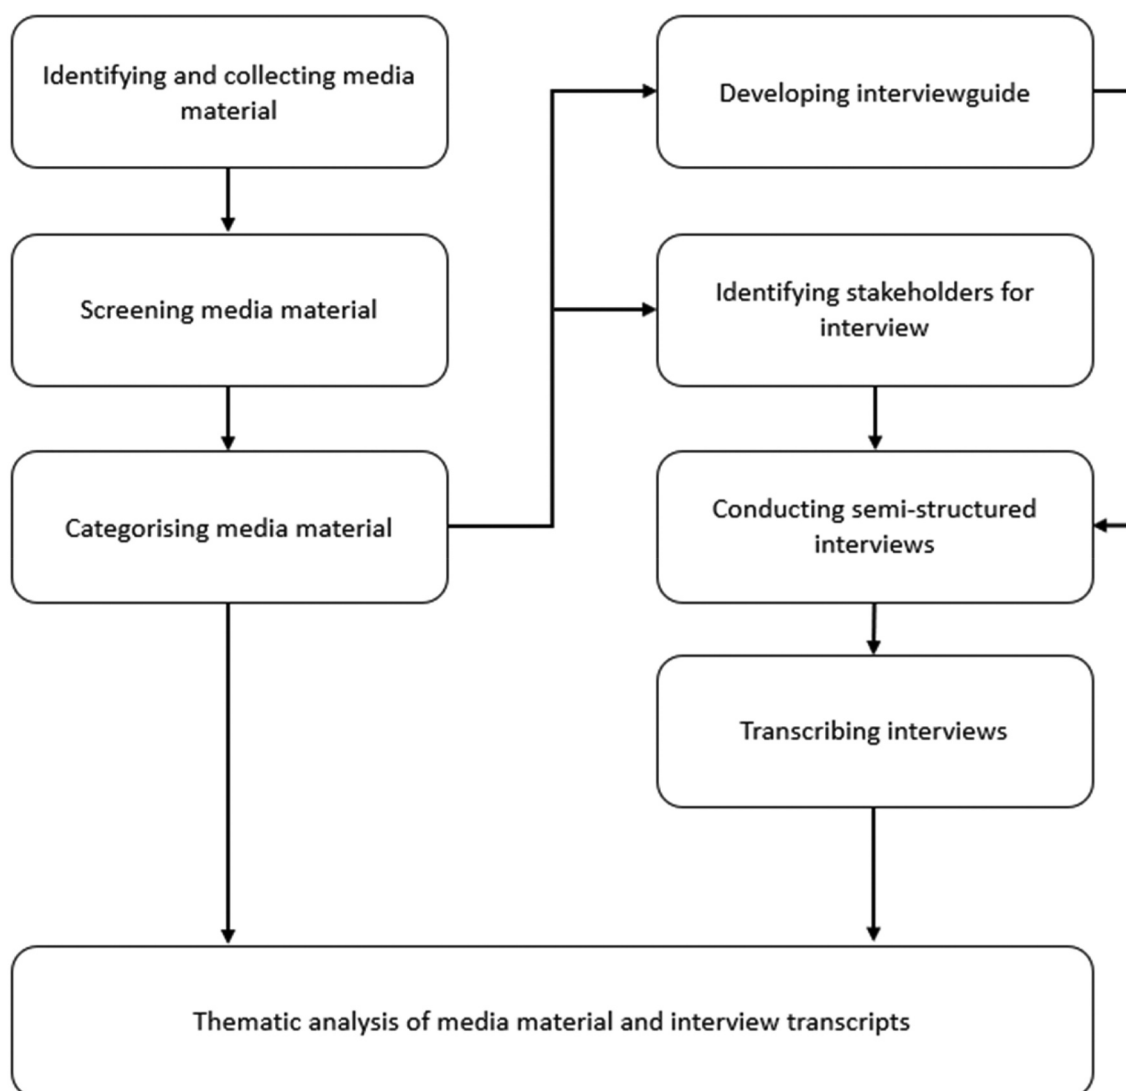 Identifying and collecting media
material
Screening media material
Categorising media material
Developing interviewguide
Identifying stakeholders for
interview
Conducting semi-structured
interviews
Transcribing interviews
Thematic analysis of media material and interview transcripts